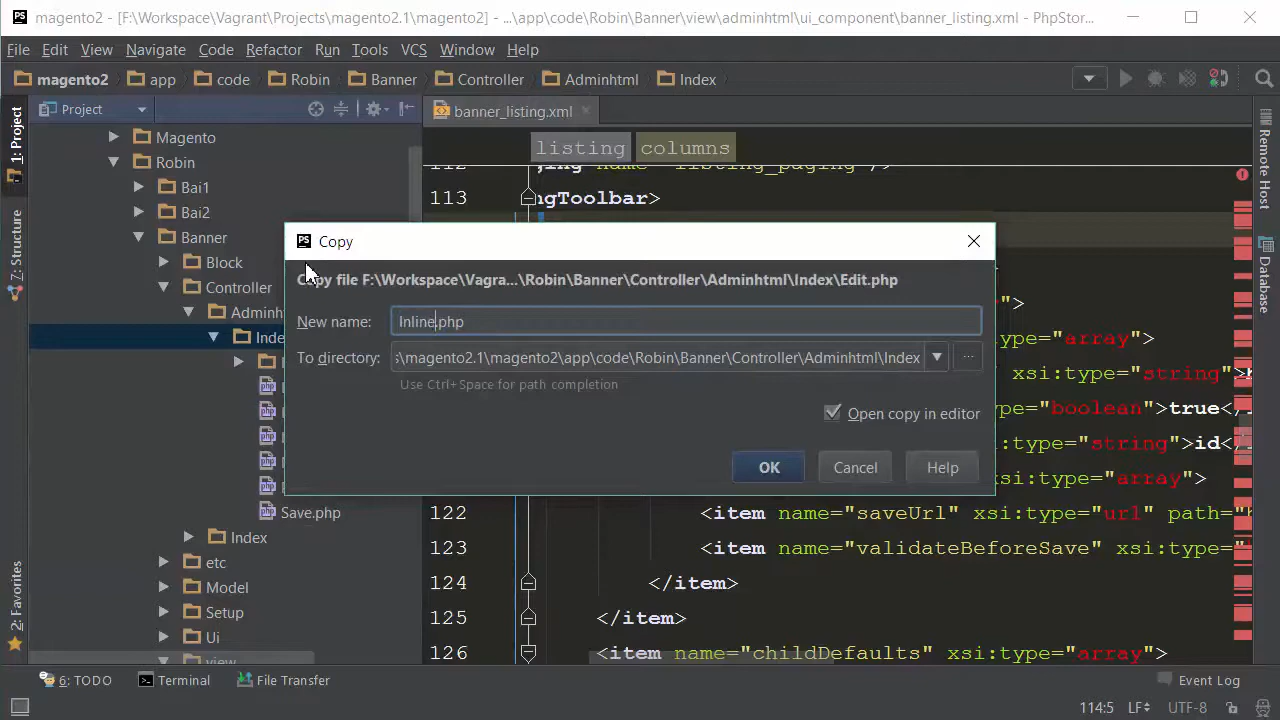 magento2 - [F:\Workspace\Vagrant\Projects\magento2.1\magento2] - ...\app\code\Robin\Banner\view\adminhtml\ui_component\banner_listing.xml - PhpStor...
File Edit View Navigate Code Refactor Run Tools VCS Window Help
magento2 app code Robin Banner Controller Adminhtml Index
Project
banner_listing.xml
1: Project
Z: Structure
2: Favorites
Remote Host
Database
Magento
Robin
Bai1
Bai2
Banner
Block
Controller
Adminh
Inde
Save.php
Index
etc
Model
Setup
Ui
view
listing columns
113 ngToolbar>
Copy
Copy file F:\Workspace\Vagra...\Robin\Banner\Controller\Adminhtml\Index\Edit.php
New name: Inline.php
To directory: :\magento2.1\magento2\app\code\Robin\Banner\Controller\Adminhtml\Index
Use Ctrl+Space for path completion
Open copy in editor
OK Cancel Help
">
ype="array">
xsi:type="string">
pe="boolean">true</
xsi:type="string">id</
si:type="array">
122 <item name="saveUrl" xsi:type="url" path="
123 <item name="validateBeforeSave" xsi:type=
124 </item>
125 </item>
126 <item name="childDefaults" xsi:type="array">
6: TODO Terminal File Transfer Event Log
114:5 LF UTF-8